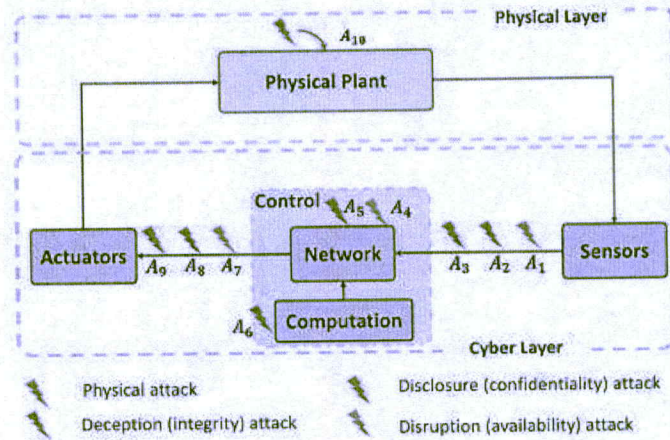 Physical Layer
A10
Physical Plant
Control
A5 A4
Actuators
Network
Sensors
A9 A8 A7
A3 A2 A1
A6
Computation
Cyber Layer
Physical attack
Disclosure (confidentiality) attack
Deception (integrity) attack
Disruption (availability) attack